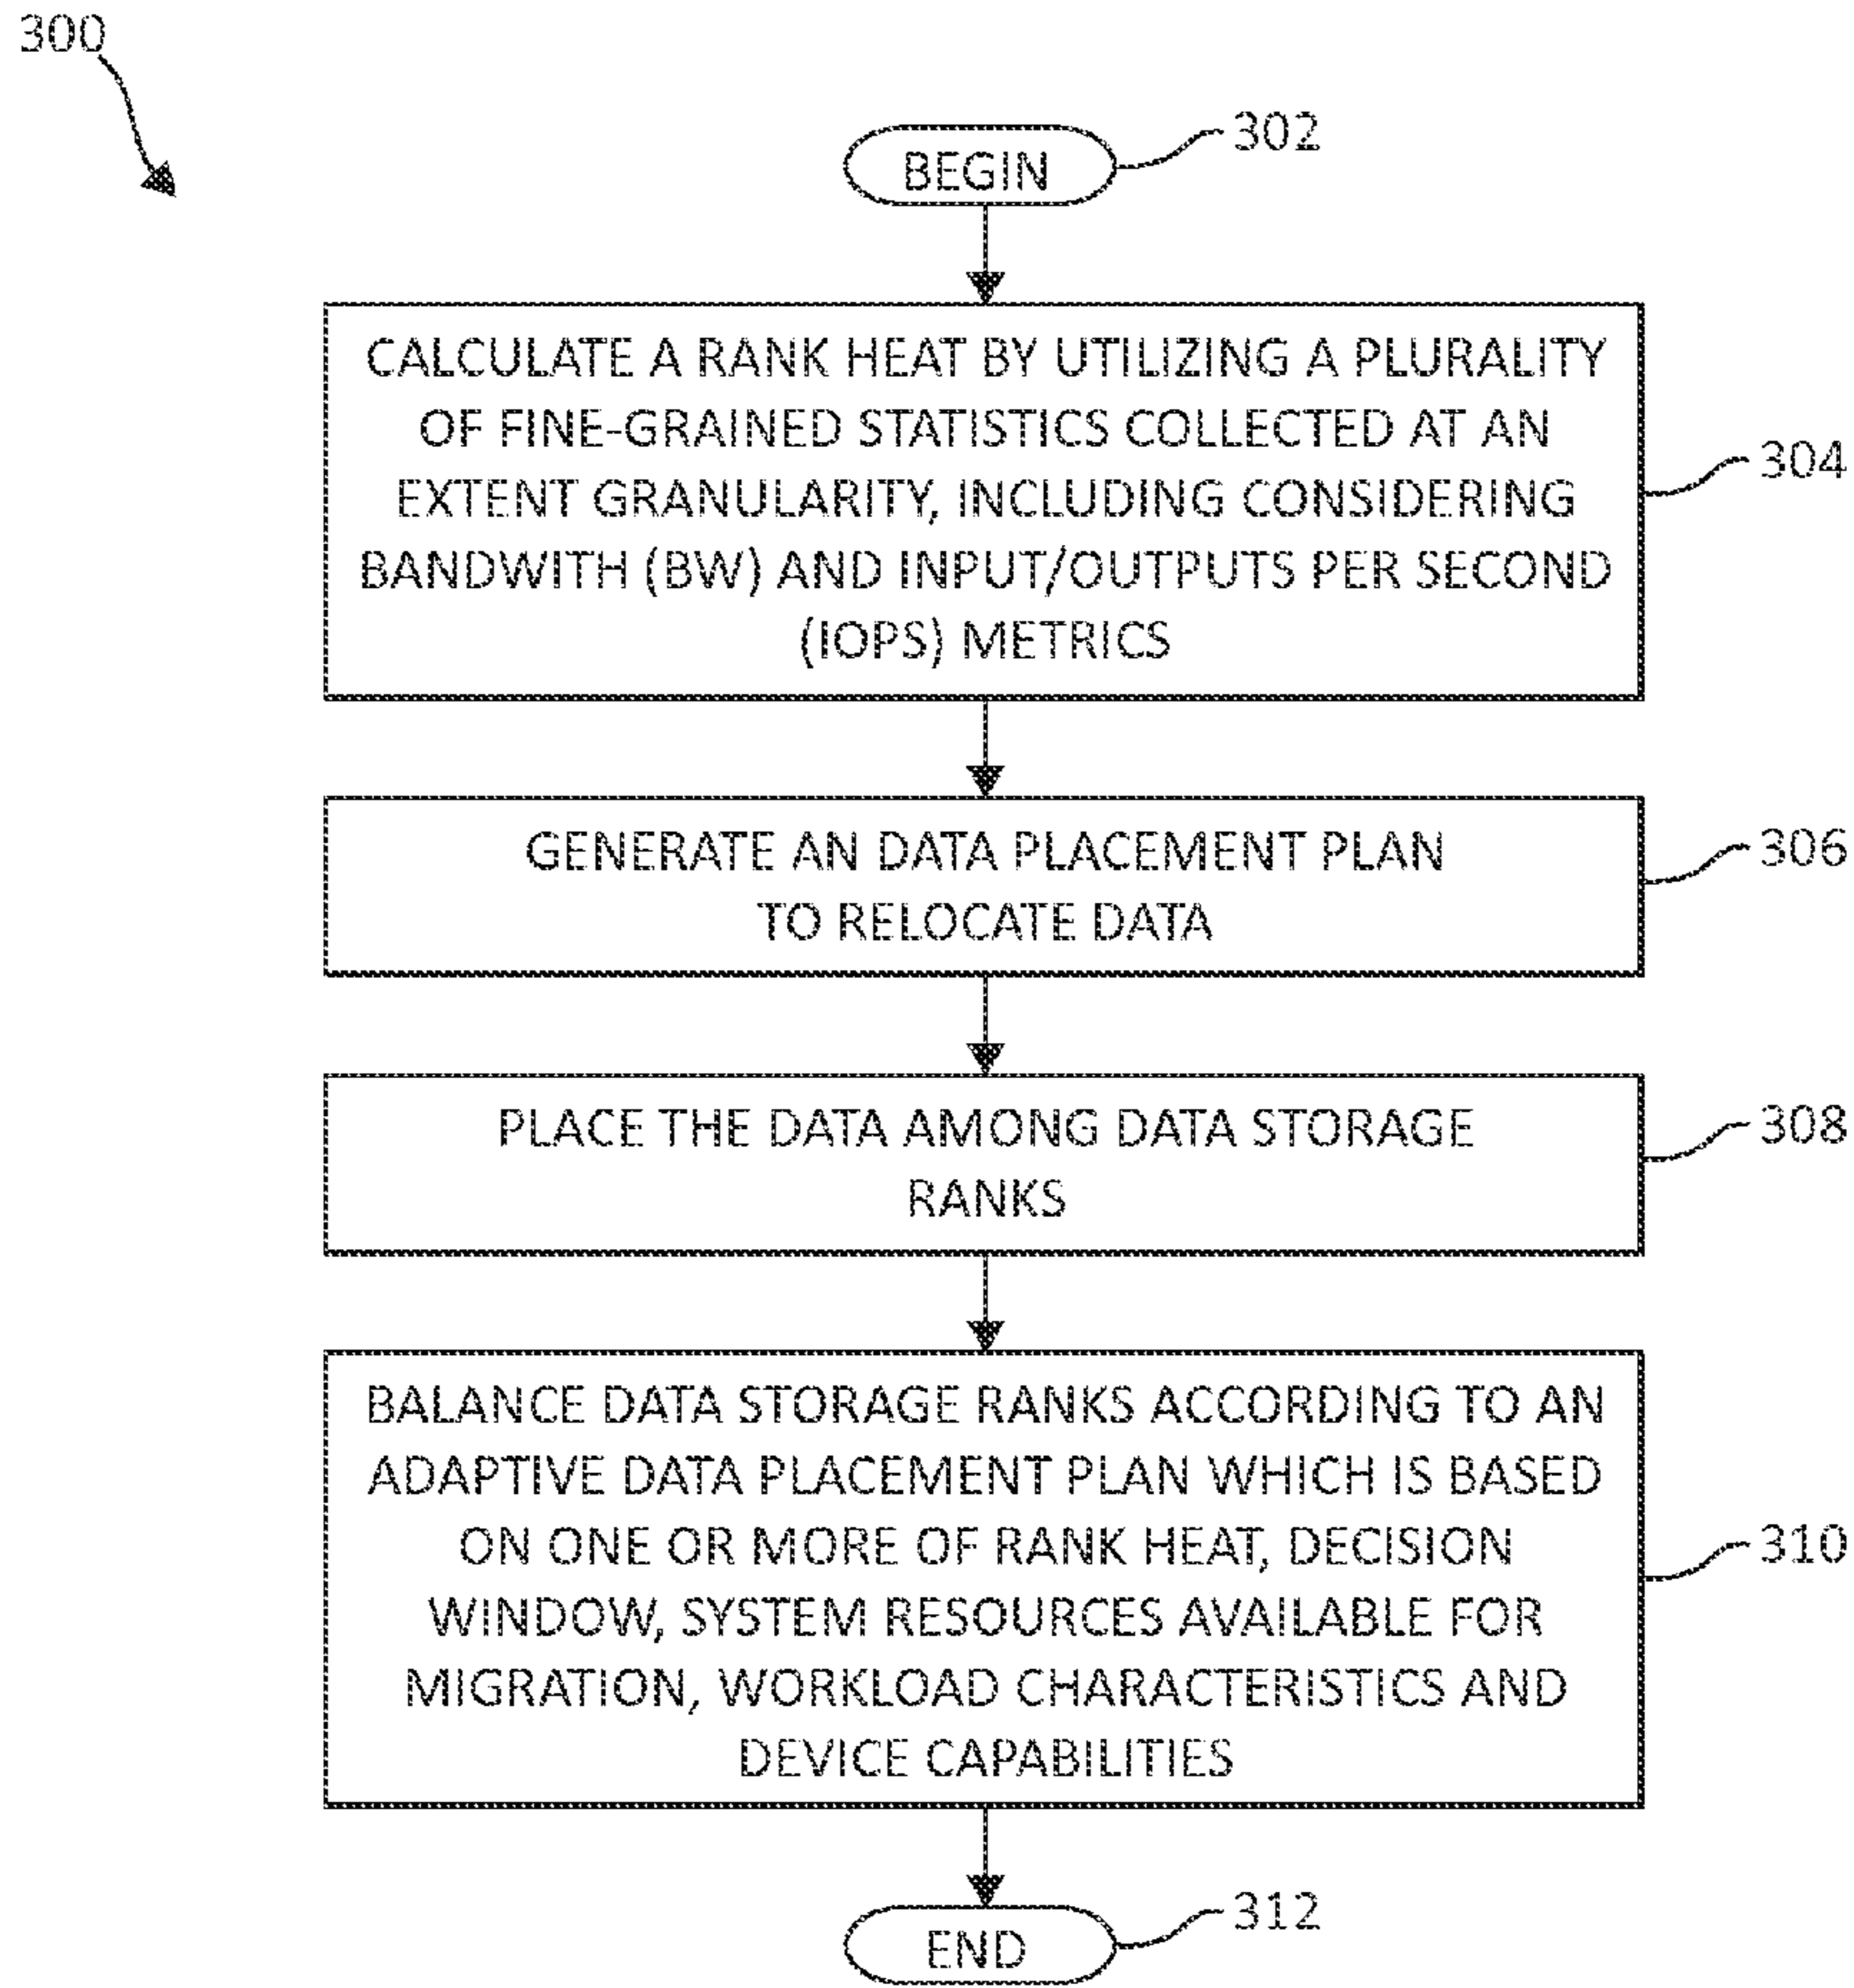 300
BEGIN
302
CALCULATE A RANK HEAT BY UTILIZING A PLURALITY
OF FINE-GRAINED STATISTICS COLLECTED AT AN
EXTENT GRANULARITY, INCLUDING CONSIDERING
BANDWITH (BW) AND INPUT/OUTPUTS PER SECOND
(IOPS) METRICS
304
GENERATE AN DATA PLACEMENT PLAN
TO RELOCATE DATA
306
PLACE THE DATA AMONG DATA STORAGE
RANKS
308
BALANCE DATA STORAGE RANKS ACCORDING TO AN
ADAPTIVE DATA PLACEMENT PLAN WHICH IS BASED
ON ONE OR MORE OF RANK HEAT, DECISION
WINDOW, SYSTEM RESOURCES AVAILABLE FOR
MIGRATION, WORKLOAD CHARACTERISTICS AND
DEVICE CAPABILITIES
310
END
312